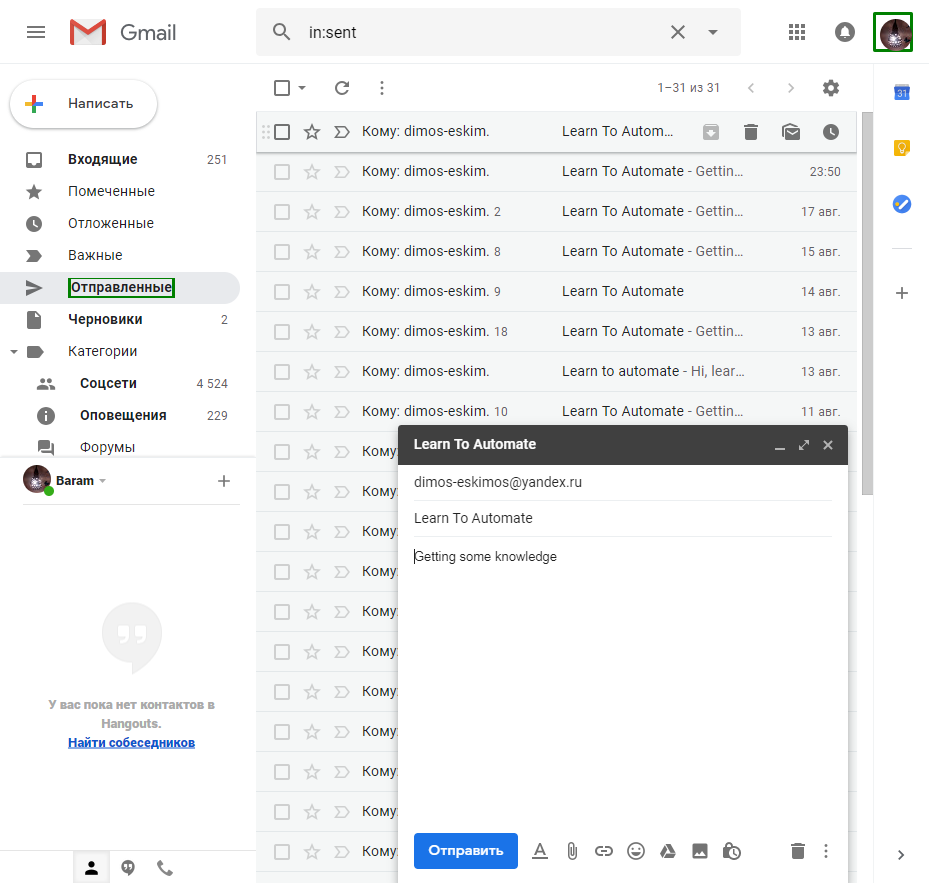 Gmail
in:sent
Написать
1–31 из 31
31
Входящие 251
Помеченные
Отложенные
Важные
Отправленные
Черновики 2
Категории
Соцсети 4 524
Оповещения 229
Форумы
Baram
У вас пока нет контактов в
Hangouts.
Найти собеседников
Кому: dimos-eskim. Learn To Autom...
Кому: dimos-eskim. Learn To Automate - Gettin... 23:50
Кому: dimos-eskim. 2 Learn To Automate - Gettin... 17 авг.
Кому: dimos-eskim. 8 Learn To Automate - Gettin... 15 авг.
Кому: dimos-eskim. 9 Learn To Automate 14 авг.
Кому: dimos-eskim. 18 Learn To Automate - Gettin... 13 авг.
Кому: dimos-eskim. Learn to automate - Hi, lear... 13 авг.
Кому: dimos-eskim. 10 Learn To Automate - Gettin... 11 авг.
Кому:
Кому:
Кому:
Кому:
Кому:
Кому:
Кому:
Кому:
Кому:
Кому:
Кому:
Learn To Automate
dimos-eskimos@yandex.ru
Learn To Automate
Getting some knowledge
Отправить